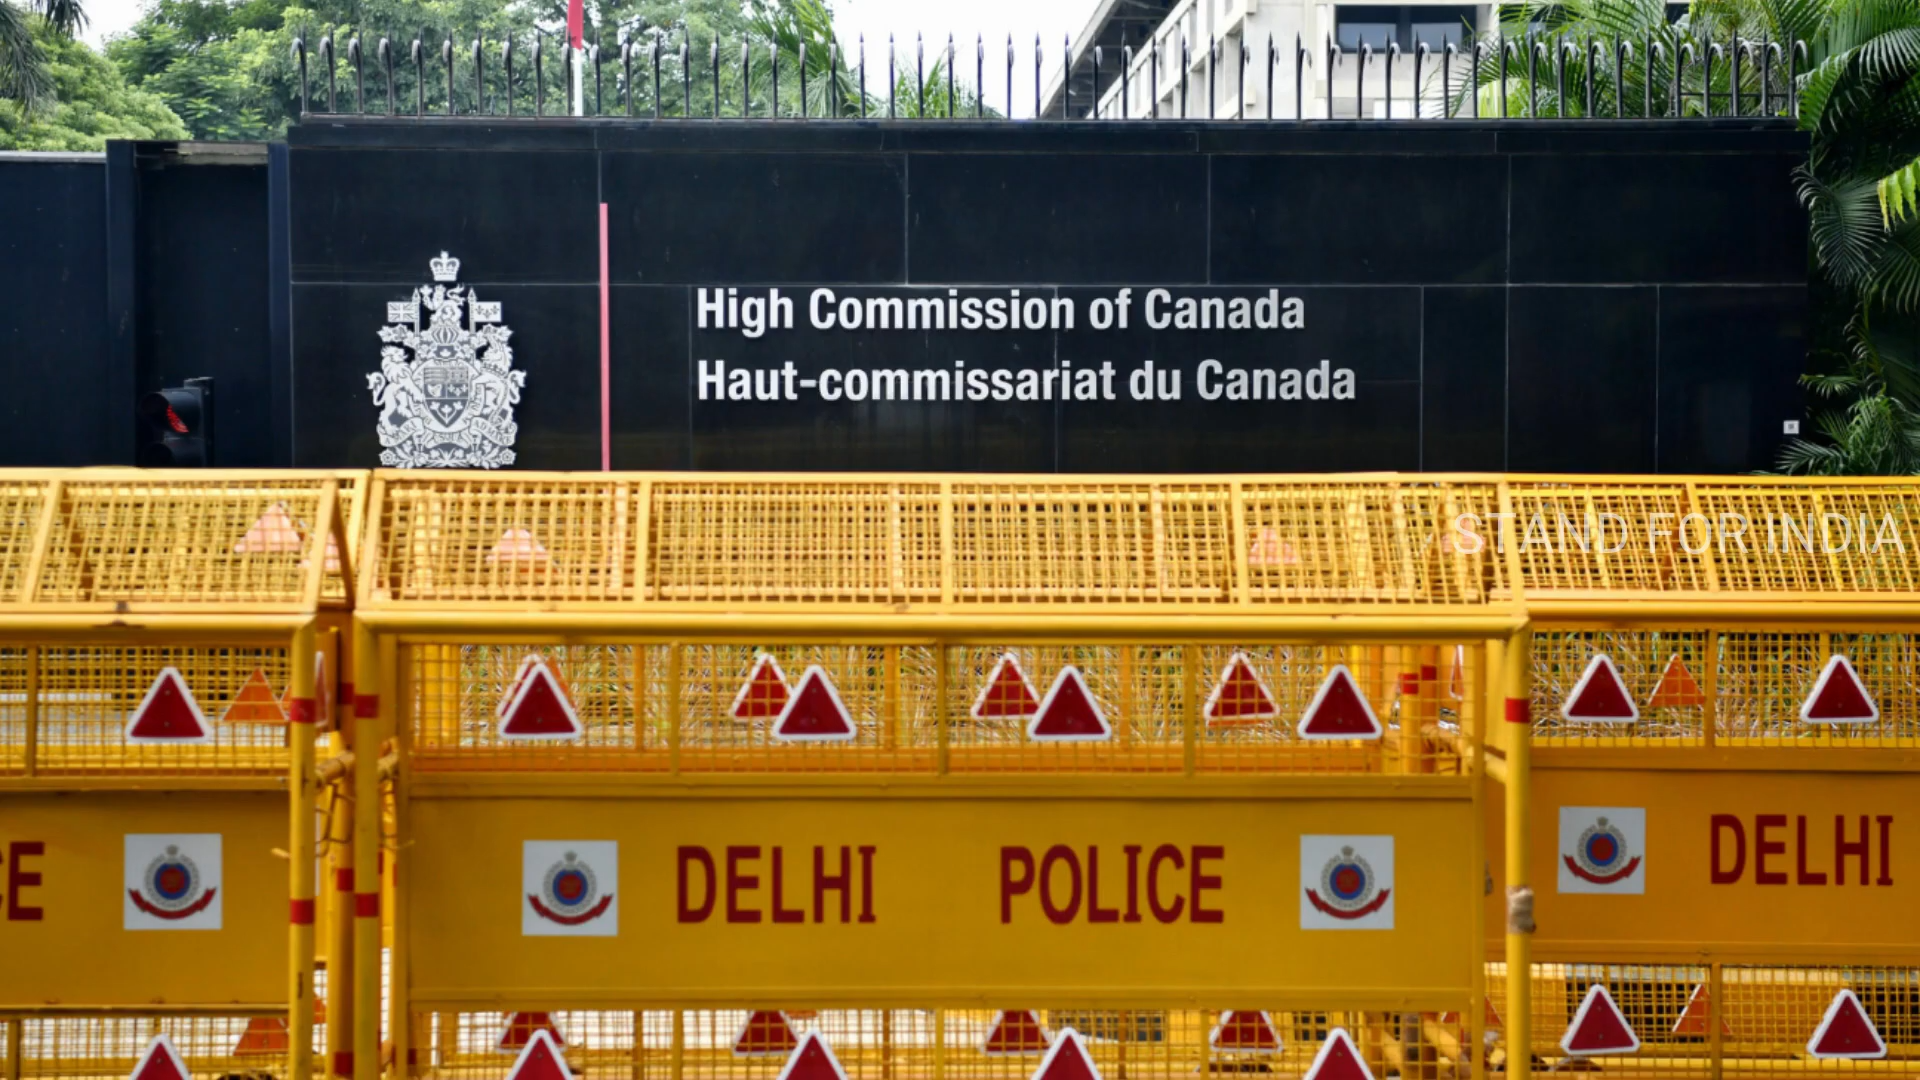 High Commission of Canada
Haut-commissariat du Canada
STAND FOR INDIA
CE
DELHI POLICE
DELHI